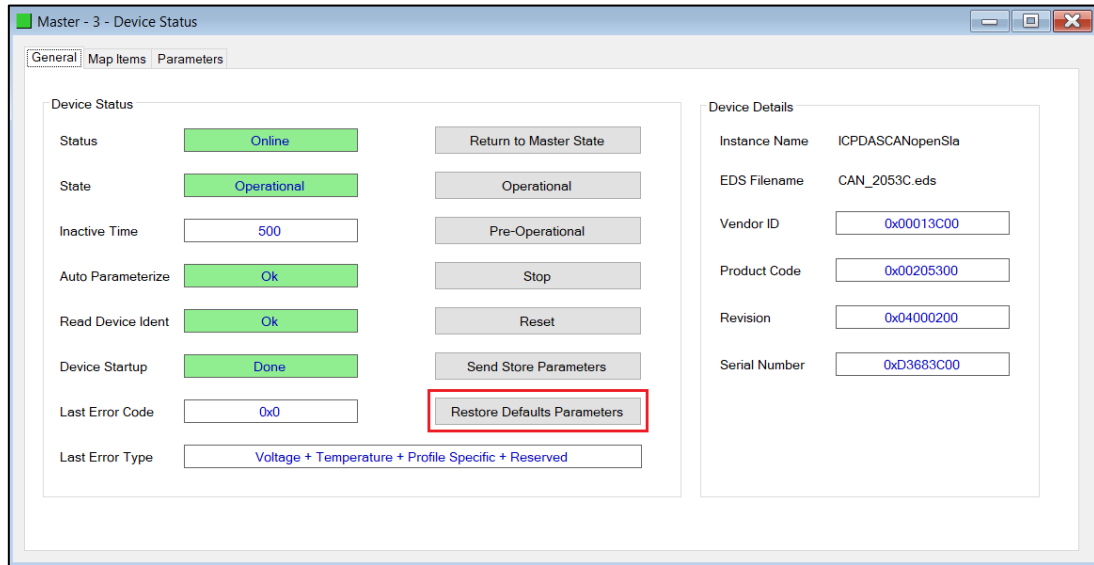 Master - 3 - Device Status
General Map Items Parameters
Device Status
Status Online Return to Master State
State Operational Operational
Inactive Time 500 Pre-Operational
Auto Parameterize Ok Stop
Read Device Ident Ok Reset
Device Startup Done Send Store Parameters
Last Error Code 0x0 Restore Defaults Parameters
Last Error Type Voltage + Temperature + Profile Specific + Reserved
Device Details
Instance Name ICPDASCANopenSla
EDS Filename CAN_2053C.eds
Vendor ID 0x00013C00
Product Code 0x00205300
Revision 0x04000200
Serial Number 0xD3683C00